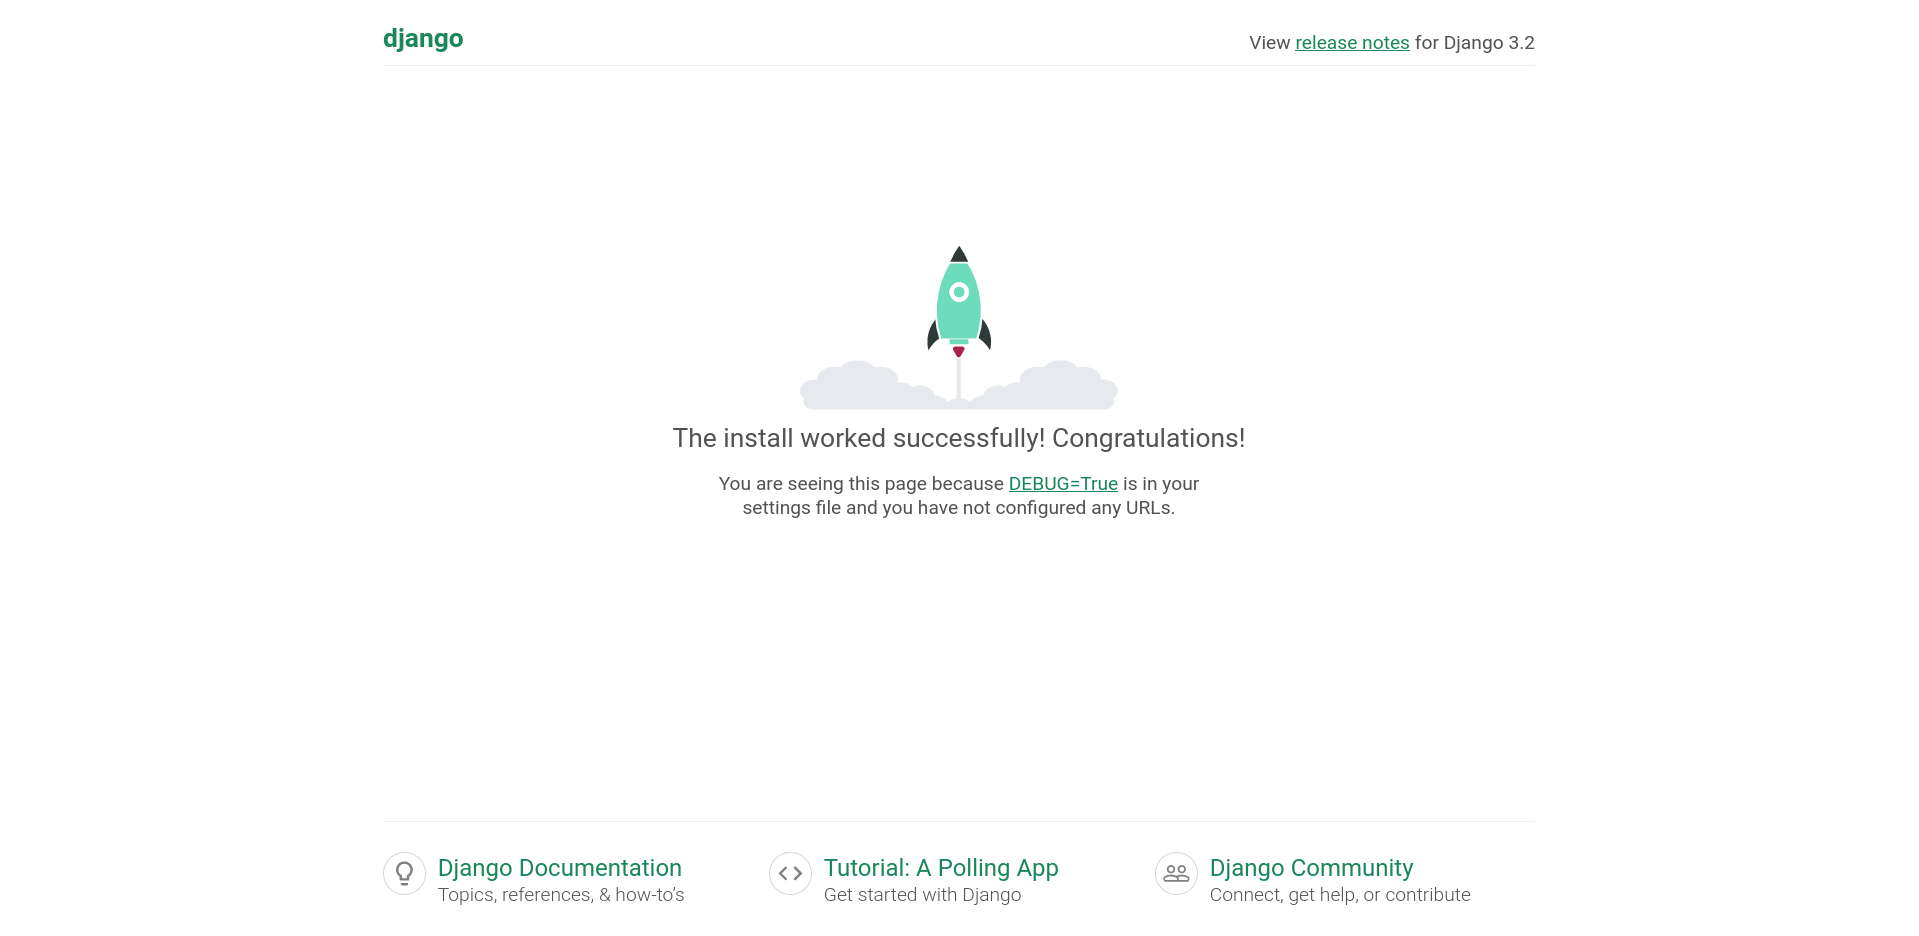 django
View release notes for Django 3.2
The install worked successfully! Congratulations!
You are seeing this page because DEBUG=True is in your
settings file and you have not configured any URLs.
Django Documentation
Topics, references, & how-to’s
Tutorial: A Polling App
Get started with Django
Django Community
Connect, get help, or contribute